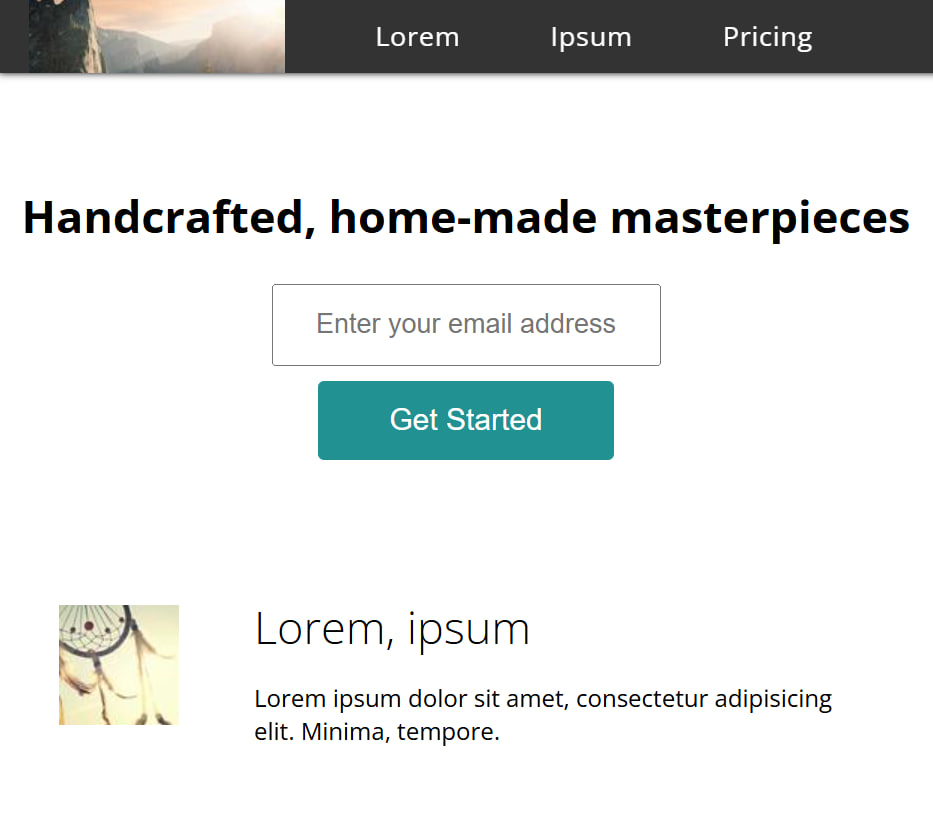 Lorem Ipsum Pricing
Handcrafted, home-made masterpieces
Enter your email address
Get Started
Lorem, ipsum
Lorem ipsum dolor sit amet, consectetur adipisicing
elit. Minima, tempore.